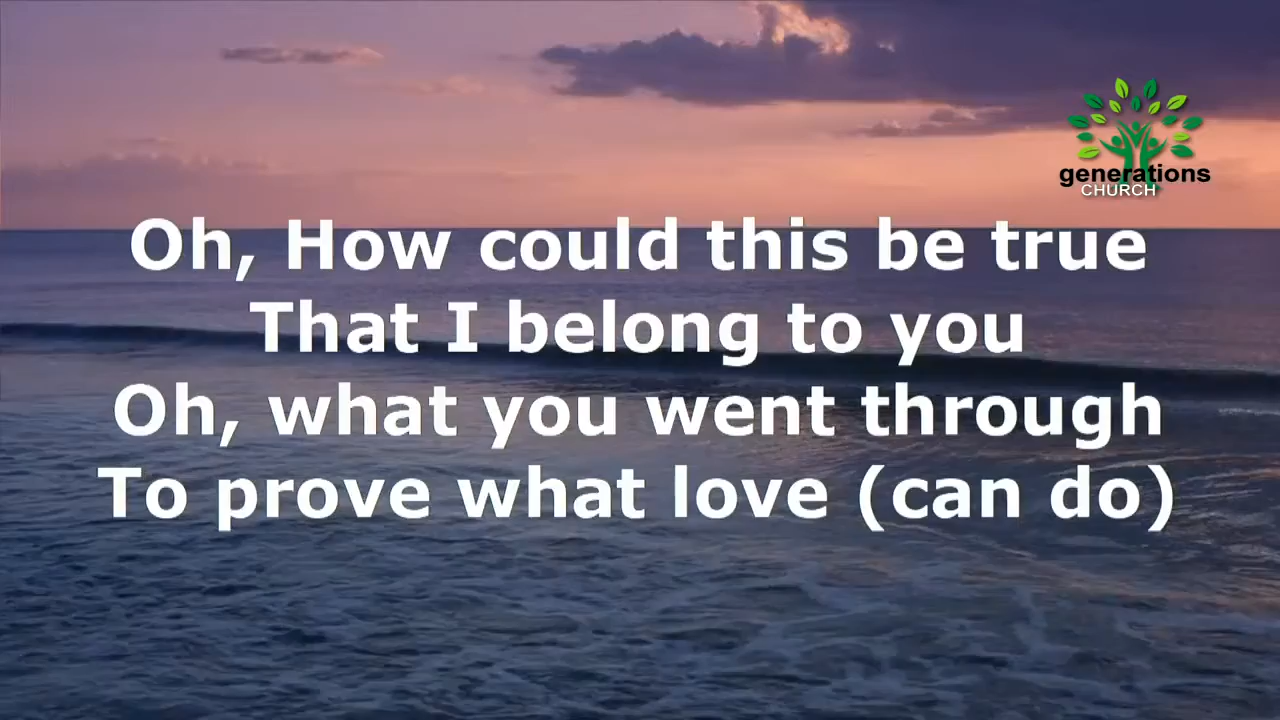 generations
CHURCH
Oh, How could this be true
That I belong to you
Oh, what you went through
To prove what love (can do)